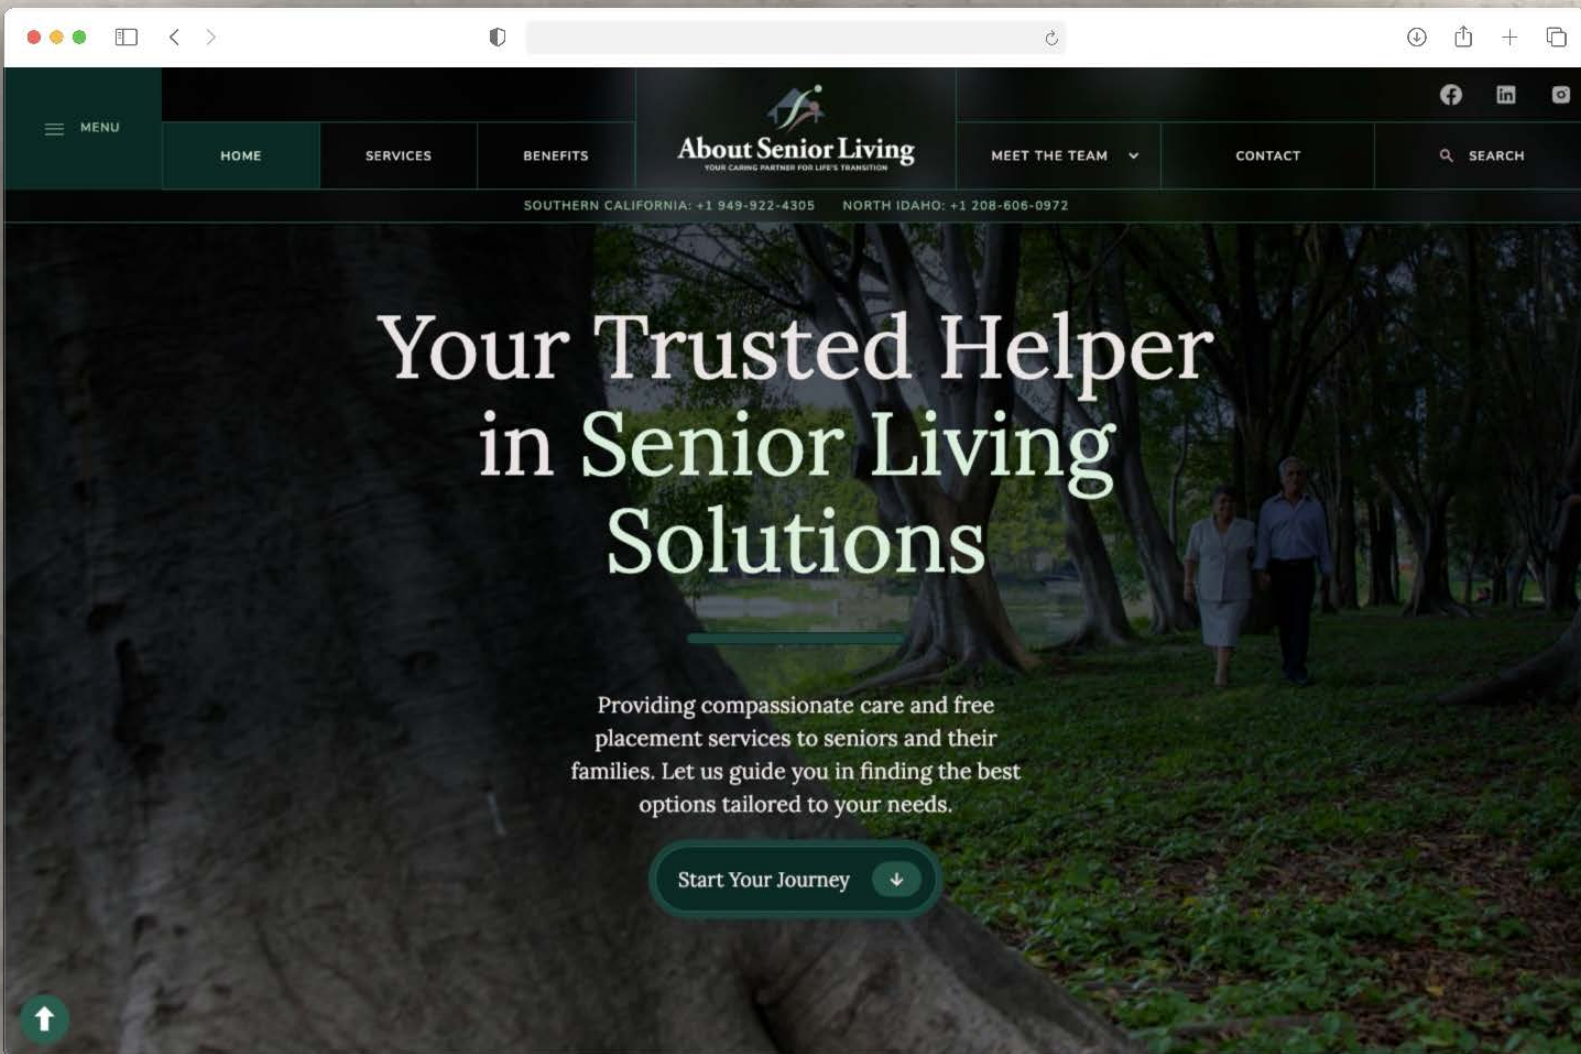 MENU
HOME
SERVICES
BENEFITS
About Senior Living
YOUR CARING PARTNER FOR LIFE'S TRANSITION
MEET THE TEAM
CONTACT
SEARCH
SOUTHERN CALIFORNIA: +1 949-922-4305 NORTH IDAHO: +1 208-606-0972
Your Trusted Helper
in Senior Living
Solutions
Providing compassionate care and free
placement services to seniors and their
families. Let us guide you in finding the best
options tailored to your needs.
Start Your Journey